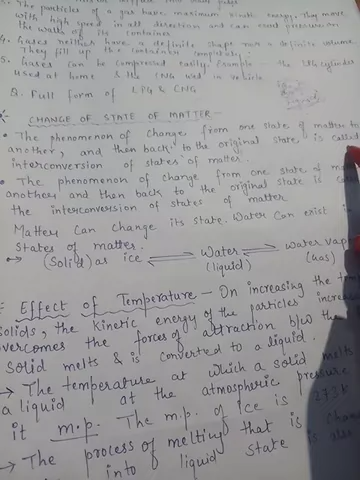 3. The particles of a gas have maximum kinetic energy. They move
with high speed in all direction and can exert pressure on
the walls of its container
4. Gases neither have a definite shape nor a definite volume.
They fill up the container completely.
5. Gases can be compressed easily. Example - the LPG cylinder
used at home & the CNG used in vehicle
Q. Full form of LPG & CNG
CHANGE OF STATE OF MATTER -
• The phenomenon of change from one state of matter to
another, and then back to the original state is called
interconversion of states of matter.
• The phenomenon of change from one state of
another and then back to the original state is
the interconversion of states of matter
Matter can change its state. Water can exist in
states of matter.
(Solid) as ice ⇌ Water ⇌ Water vap
(liquid) (Gas)
Effect of Temperature - On increasing the
solids, the kinetic energy of the particles
overcomes the forces of attraction b/w the
solid melts & is converted to a liquid.
→ The temperature at which a solid melts
a liquid at the atmospheric pressure
it m.p. The m.p. of ice is 273K
→ The process of melting that is
into liquid state is also